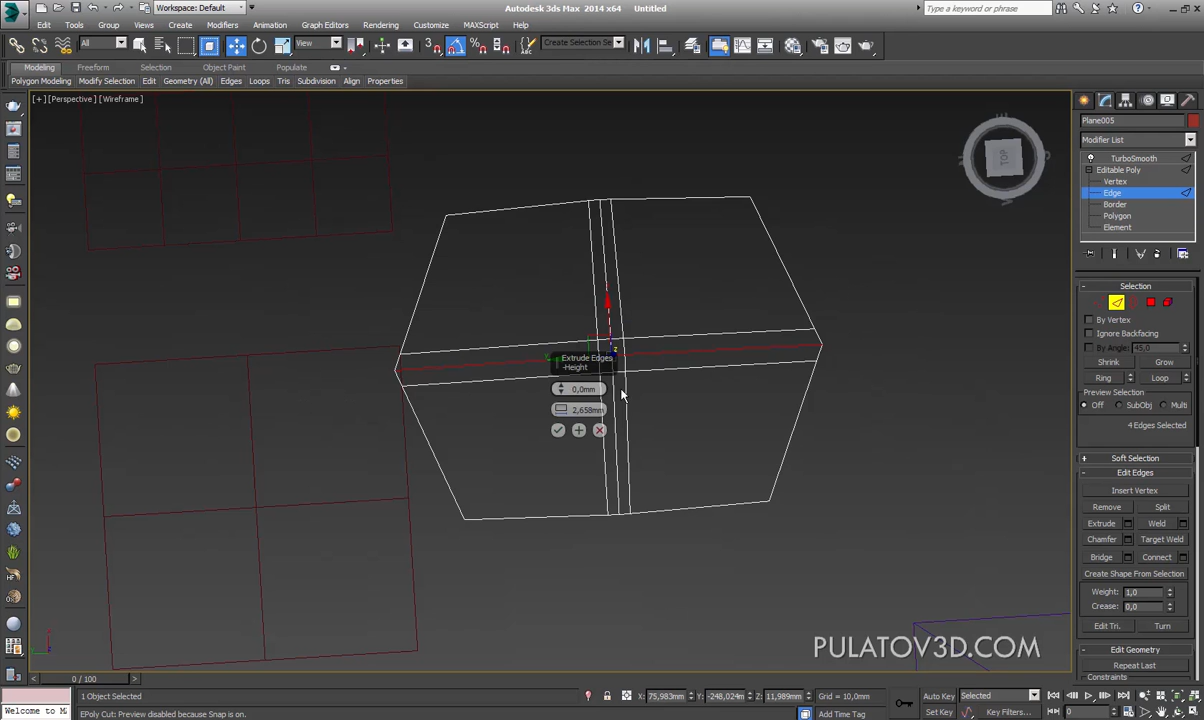 Workspace: Default
Autodesk 3ds Max 2014 x64    Untitled
Type a keyword or phrase
Edit Tools Group Views Create Modifiers Animation Graph Editors Rendering Customize MAXScript Help
All
View
Create Selection Se
Modeling Freeform Selection Object Paint Populate
Polygon Modeling Modify Selection Edit Geometry (All) Edges Loops Tris Subdivision Align Properties
[+] [Perspective] [Wireframe]
TOP
Plane005
Modifier List
TurboSmooth
Editable Poly
Vertex
Edge
Border
Polygon
Element
Selection
By Vertex
Ignore Backfacing
By Angle: 45,0
Shrink Grow
Ring Loop
Preview Selection
Off SubObj Multi
4 Edges Selected
Soft Selection
Edit Edges
Insert Vertex
Remove Split
Extrude Weld
Chamfer Target Weld
Bridge Connect
Create Shape From Selection
Weight: 1,0
Crease: 0,0
Edit Tri. Turn
Edit Geometry
Repeat Last
Constraints
Extrude Edges
-Height
0,0mm
2,658mm
PULATOV3D.COM
0 / 100
1 Object Selected
X: 75,983mm Y: -248,024m Z: 11,989mm Grid = 10,0mm
Auto Key Selected
Welcome to M
EPoly Cut: Preview disabled because Snap is on.
Add Time Tag
Set Key Key Filters...
0